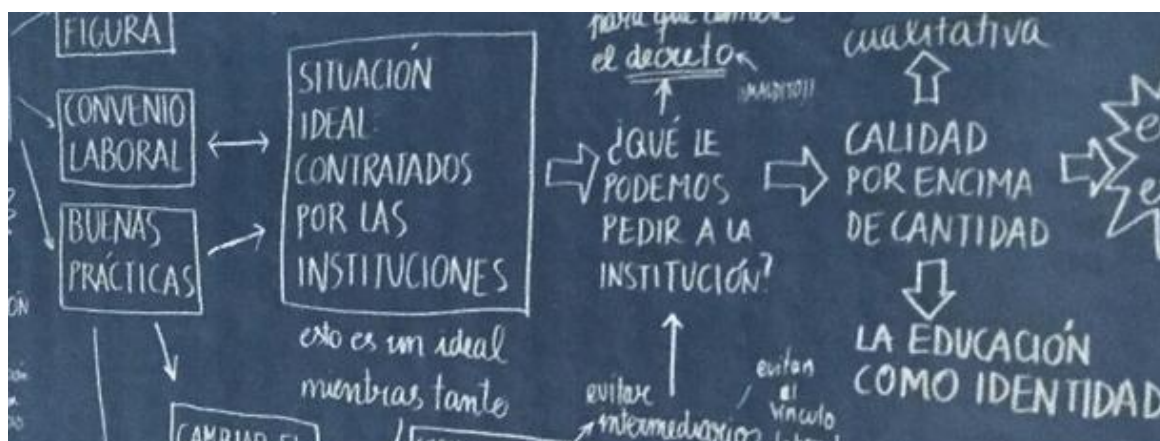 FIGURA
CONVENIO
LABORAL
BUENAS
PRÁCTICAS
SITUACIÓN
IDEAL:
CONTRATADOS
POR LAS
INSTITUCIONES
esto es un ideal
mientras tanto
para que cambie
el decreto
¡¡MALDITO!!
¿QUÉ LE
PODEMOS
PEDIR A LA
INSTITUCIÓN?
evitar
intermediarios
evitan
el
vínculo
cualitativa
CALIDAD
POR ENCIMA
DE CANTIDAD
LA EDUCACIÓN
COMO IDENTIDAD